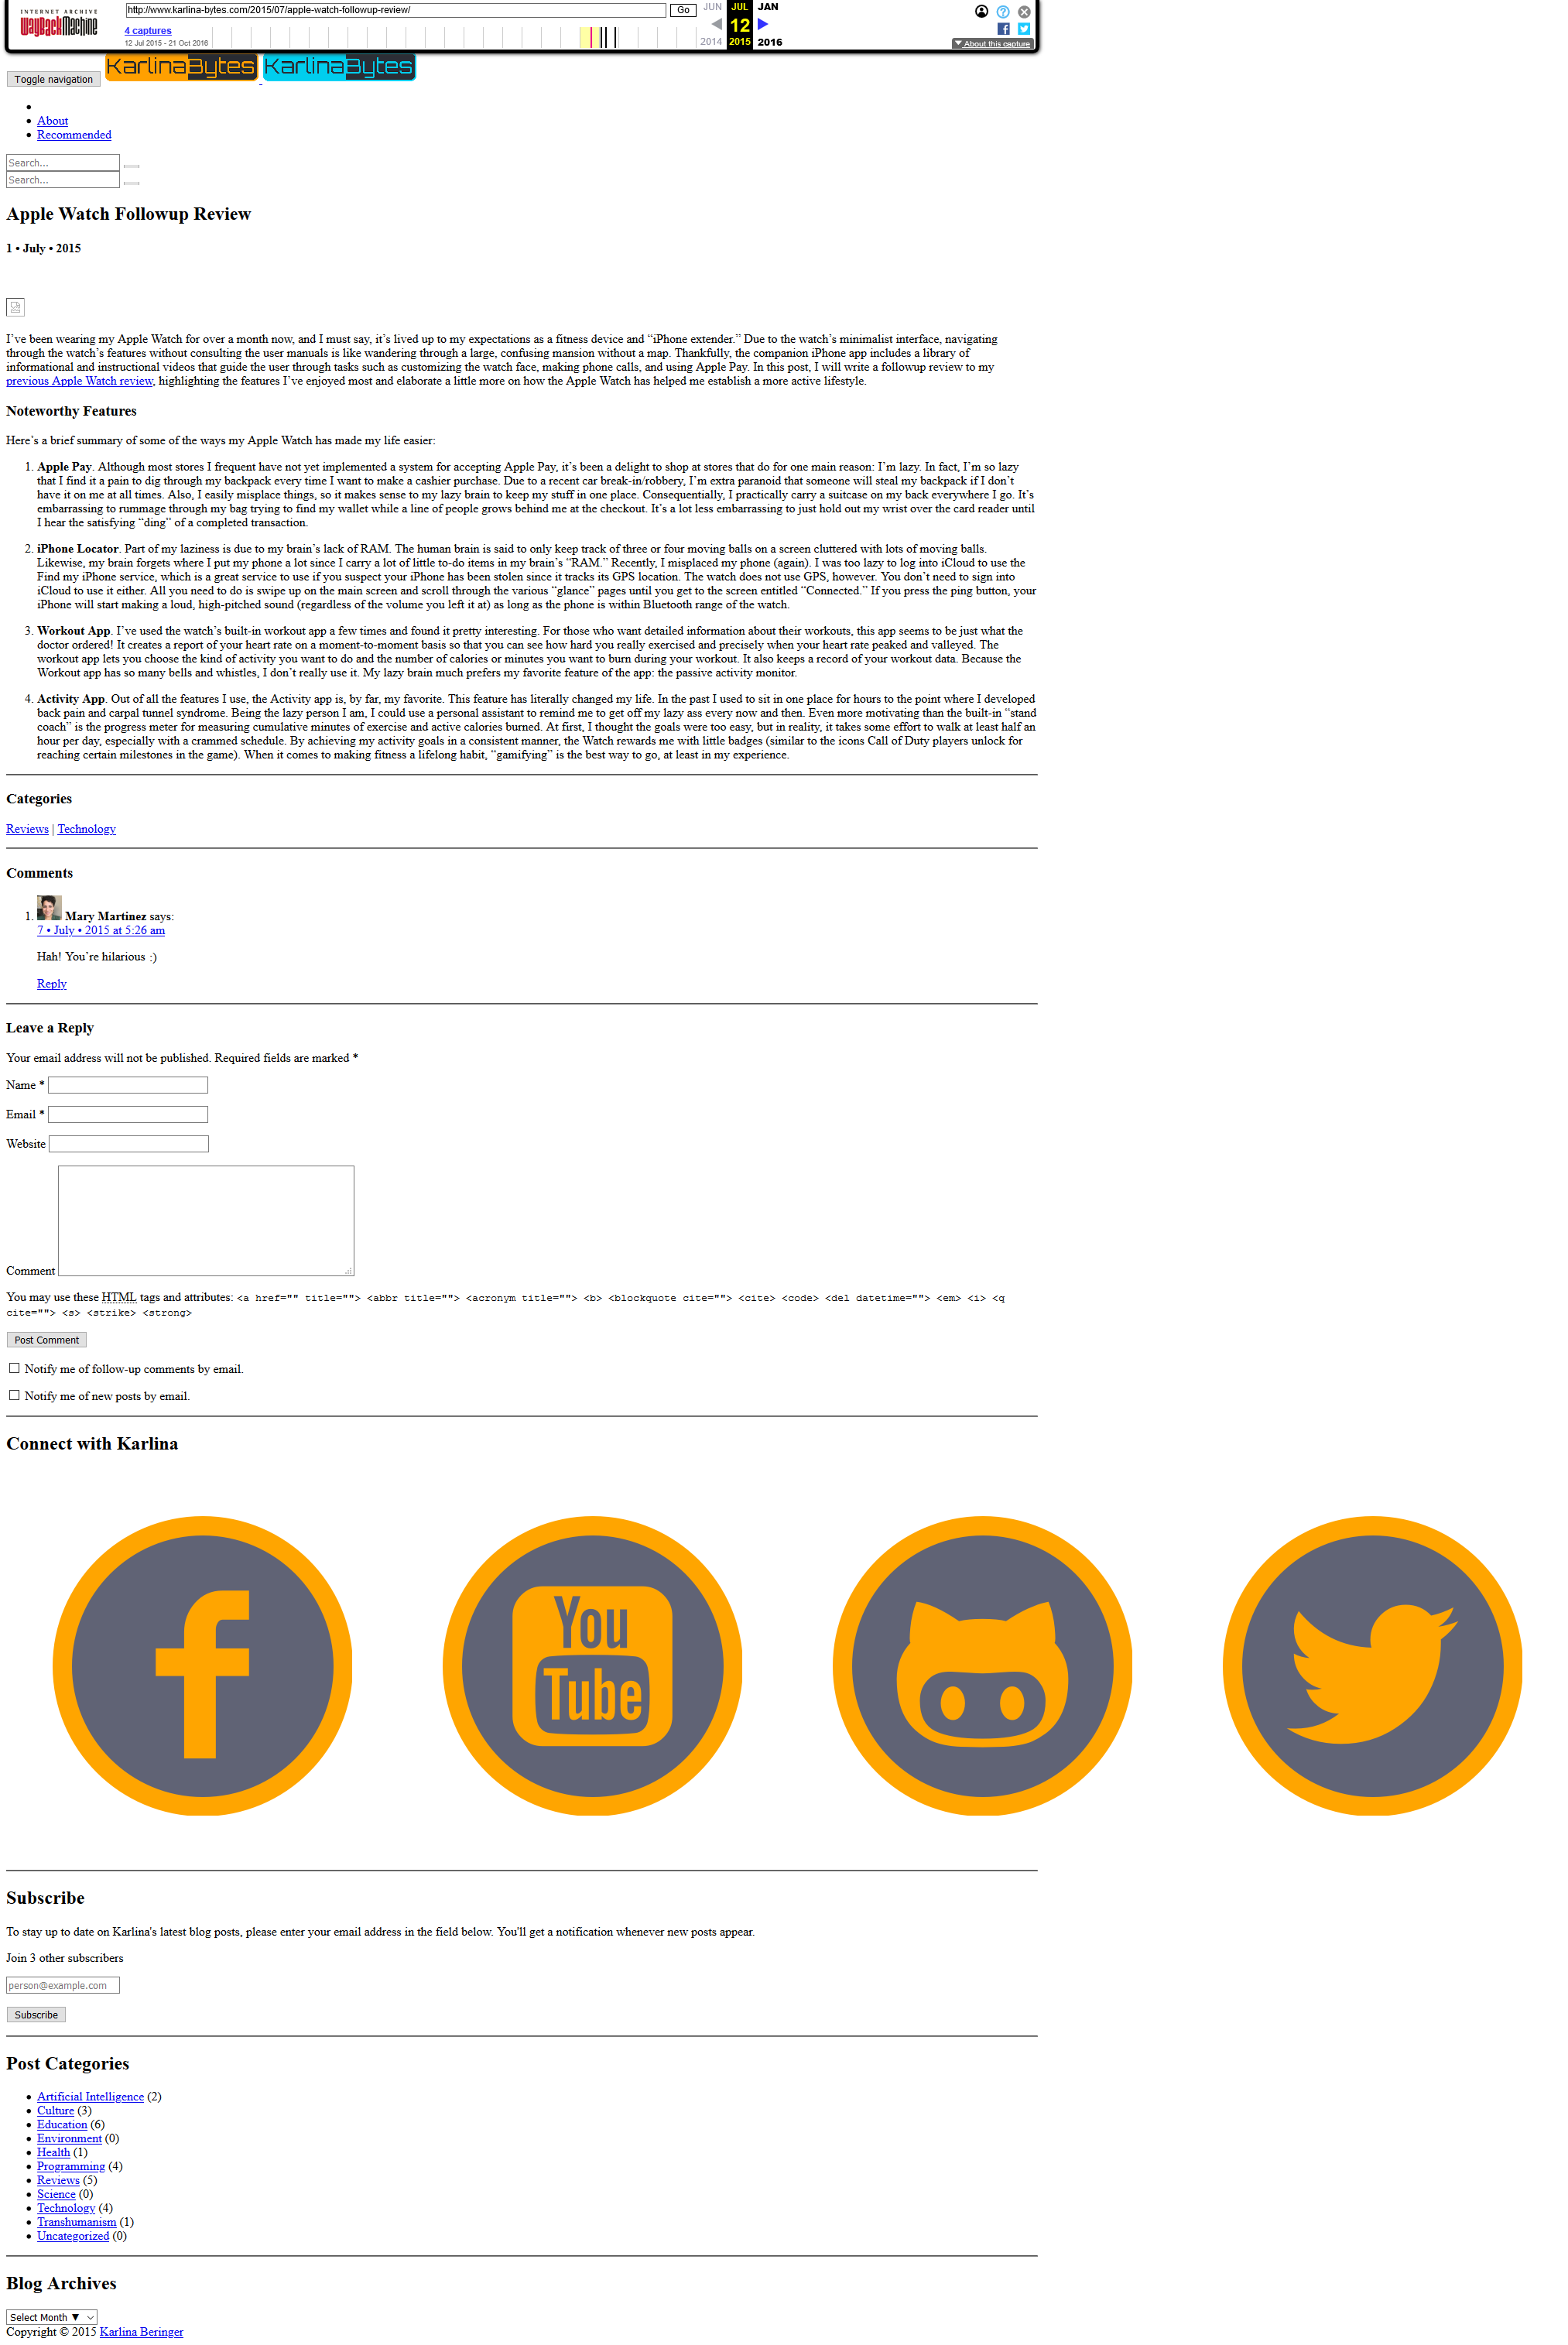 INTERNET ARCHIVE
WayBackMachine
http://www.karlina-bytes.com/2015/07/apple-watch-followup-review/
Go
JUN
JUL
JAN
4 captures
12
12 Jul 2015 - 21 Oct 2016
2014
2015
2016
About this capture
Toggle navigation
KarlinaBytes
KarlinaBytes
About
Recommended
Search...
Search...
Apple Watch Followup Review
1 • July • 2015
I’ve been wearing my Apple Watch for over a month now, and I must say, it’s lived up to my expectations as a fitness device and “iPhone extender.” Due to the watch’s minimalist interface, navigating
through the watch’s features without consulting the user manuals is like wandering through a large, confusing mansion without a map. Thankfully, the companion iPhone app includes a library of
informational and instructional videos that guide the user through tasks such as customizing the watch face, making phone calls, and using Apple Pay. In this post, I will write a followup review to my
previous Apple Watch review, highlighting the features I’ve enjoyed most and elaborate a little more on how the Apple Watch has helped me establish a more active lifestyle.
Noteworthy Features
Here’s a brief summary of some of the ways my Apple Watch has made my life easier:
1. Apple Pay. Although most stores I frequent have not yet implemented a system for accepting Apple Pay, it’s been a delight to shop at stores that do for one main reason: I’m lazy. In fact, I’m so lazy
that I find it a pain to dig through my backpack every time I want to make a cashier purchase. Due to a recent car break-in/robbery, I’m extra paranoid that someone will steal my backpack if I don’t
have it on me at all times. Also, I easily misplace things, so it makes sense to my lazy brain to keep my stuff in one place. Consequentially, I practically carry a suitcase on my back everywhere I go. It’s
embarrassing to rummage through my bag trying to find my wallet while a line of people grows behind me at the checkout. It’s a lot less embarrassing to just hold out my wrist over the card reader until
I hear the satisfying “ding” of a completed transaction.
2. iPhone Locator. Part of my laziness is due to my brain’s lack of RAM. The human brain is said to only keep track of three or four moving balls on a screen cluttered with lots of moving balls.
Likewise, my brain forgets where I put my phone a lot since I carry a lot of little to-do items in my brain’s “RAM.” Recently, I misplaced my phone (again). I was too lazy to log into iCloud to use the
Find my iPhone service, which is a great service to use if you suspect your iPhone has been stolen since it tracks its GPS location. The watch does not use GPS, however. You don’t need to sign into
iCloud to use it either. All you need to do is swipe up on the main screen and scroll through the various “glance” pages until you get to the screen entitled “Connected.” If you press the ping button, your
iPhone will start making a loud, high-pitched sound (regardless of the volume you left it at) as long as the phone is within Bluetooth range of the watch.
3. Workout App. I’ve used the watch’s built-in workout app a few times and found it pretty interesting. For those who want detailed information about their workouts, this app seems to be just what the
doctor ordered! It creates a report of your heart rate on a moment-to-moment basis so that you can see how hard you really exercised and precisely when your heart rate peaked and valleyed. The
workout app lets you choose the kind of activity you want to do and the number of calories or minutes you want to burn during your workout. It also keeps a record of your workout data. Because the
Workout app has so many bells and whistles, I don’t really use it. My lazy brain much prefers my favorite feature of the app: the passive activity monitor.
4. Activity App. Out of all the features I use, the Activity app is, by far, my favorite. This feature has literally changed my life. In the past I used to sit in one place for hours to the point where I developed
back pain and carpal tunnel syndrome. Being the lazy person I am, I could use a personal assistant to remind me to get off my lazy ass every now and then. Even more motivating than the built-in “stand
coach” is the progress meter for measuring cumulative minutes of exercise and active calories burned. At first, I thought the goals were too easy, but in reality, it takes some effort to walk at least half an
hour per day, especially with a crammed schedule. By achieving my activity goals in a consistent manner, the Watch rewards me with little badges (similar to the icons Call of Duty players unlock for
reaching certain milestones in the game). When it comes to making fitness a lifelong habit, “gamifying” is the best way to go, at least in my experience.
Categories
Reviews | Technology
Comments
1. Mary Martinez says:
7 • July • 2015 at 5:26 am
Hah! You’re hilarious :)
Reply
Leave a Reply
Your email address will not be published. Required fields are marked *
Name *
Email *
Website
Comment
You may use these HTML tags and attributes: <a href="" title=""> <abbr title=""> <acronym title=""> <b> <blockquote cite=""> <cite> <code> <del datetime=""> <em> <i> <q
cite=""> <s> <strike> <strong>
Post Comment
Notify me of follow-up comments by email.
Notify me of new posts by email.
Connect with Karlina
You
Tube
Subscribe
To stay up to date on Karlina's latest blog posts, please enter your email address in the field below. You'll get a notification whenever new posts appear.
Join 3 other subscribers
person@example.com
Subscribe
Post Categories
Artificial Intelligence (2)
Culture (3)
Education (6)
Environment (0)
Health (1)
Programming (4)
Reviews (5)
Science (0)
Technology (4)
Transhumanism (1)
Uncategorized (0)
Blog Archives
Select Month ▼
Copyright © 2015 Karlina Beringer